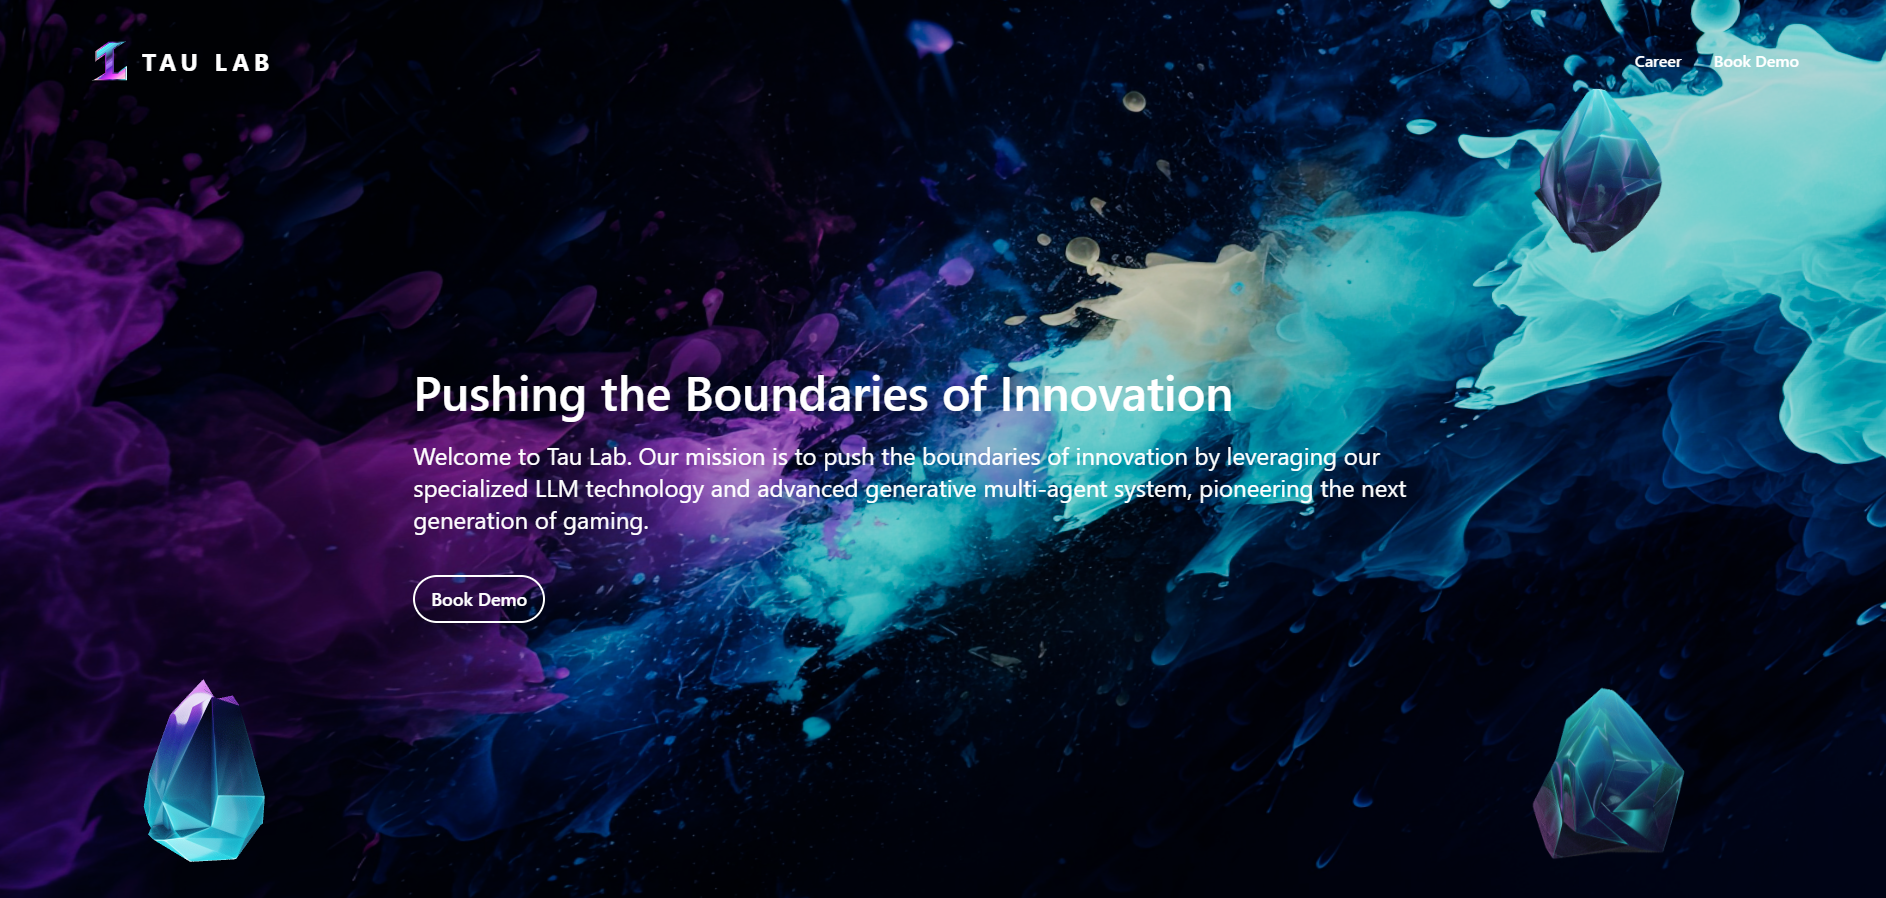 TAU LAB
Career
Book Demo
Pushing the Boundaries of Innovation
Welcome to Tau Lab. Our mission is to push the boundaries of innovation by leveraging our
specialized LLM technology and advanced generative multi-agent system, pioneering the next
generation of gaming.
Book Demo